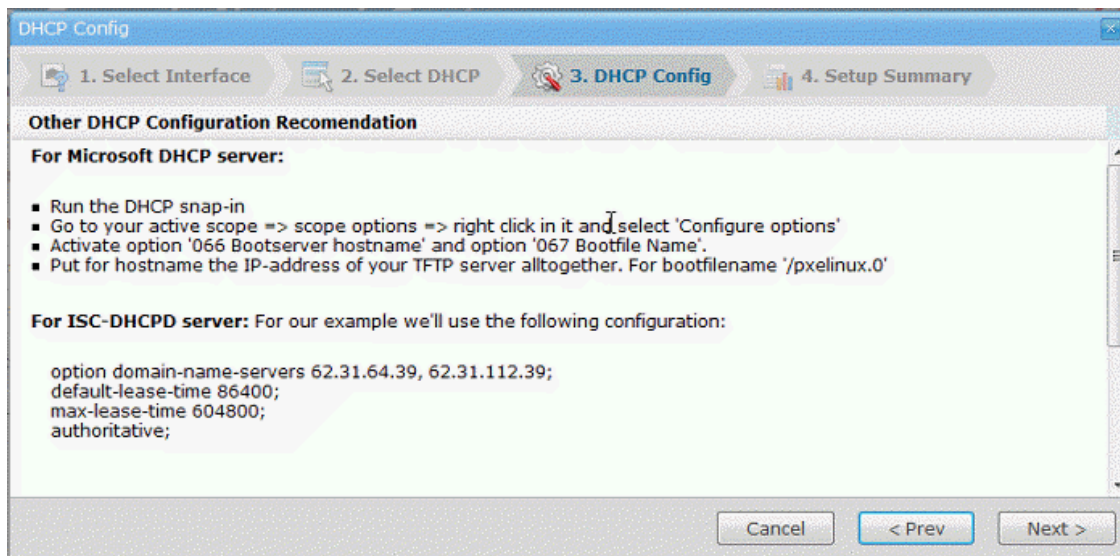 DHCP Config
1. Select Interface
2. Select DHCP
3. DHCP Config
4. Setup Summary
Other DHCP Configuration Recomendation
For Microsoft DHCP server:
▪ Run the DHCP snap-in
▪ Go to your active scope => scope options => right click in it and select 'Configure options'
▪ Activate option '066 Bootserver hostname' and option '067 Bootfile Name'.
▪ Put for hostname the IP-address of your TFTP server alltogether. For bootfilename '/pxelinux.0'
For ISC-DHCPD server: For our example we'll use the following configuration:
option domain-name-servers 62.31.64.39, 62.31.112.39;
default-lease-time 86400;
max-lease-time 604800;
authoritative;
Cancel
< Prev
Next >